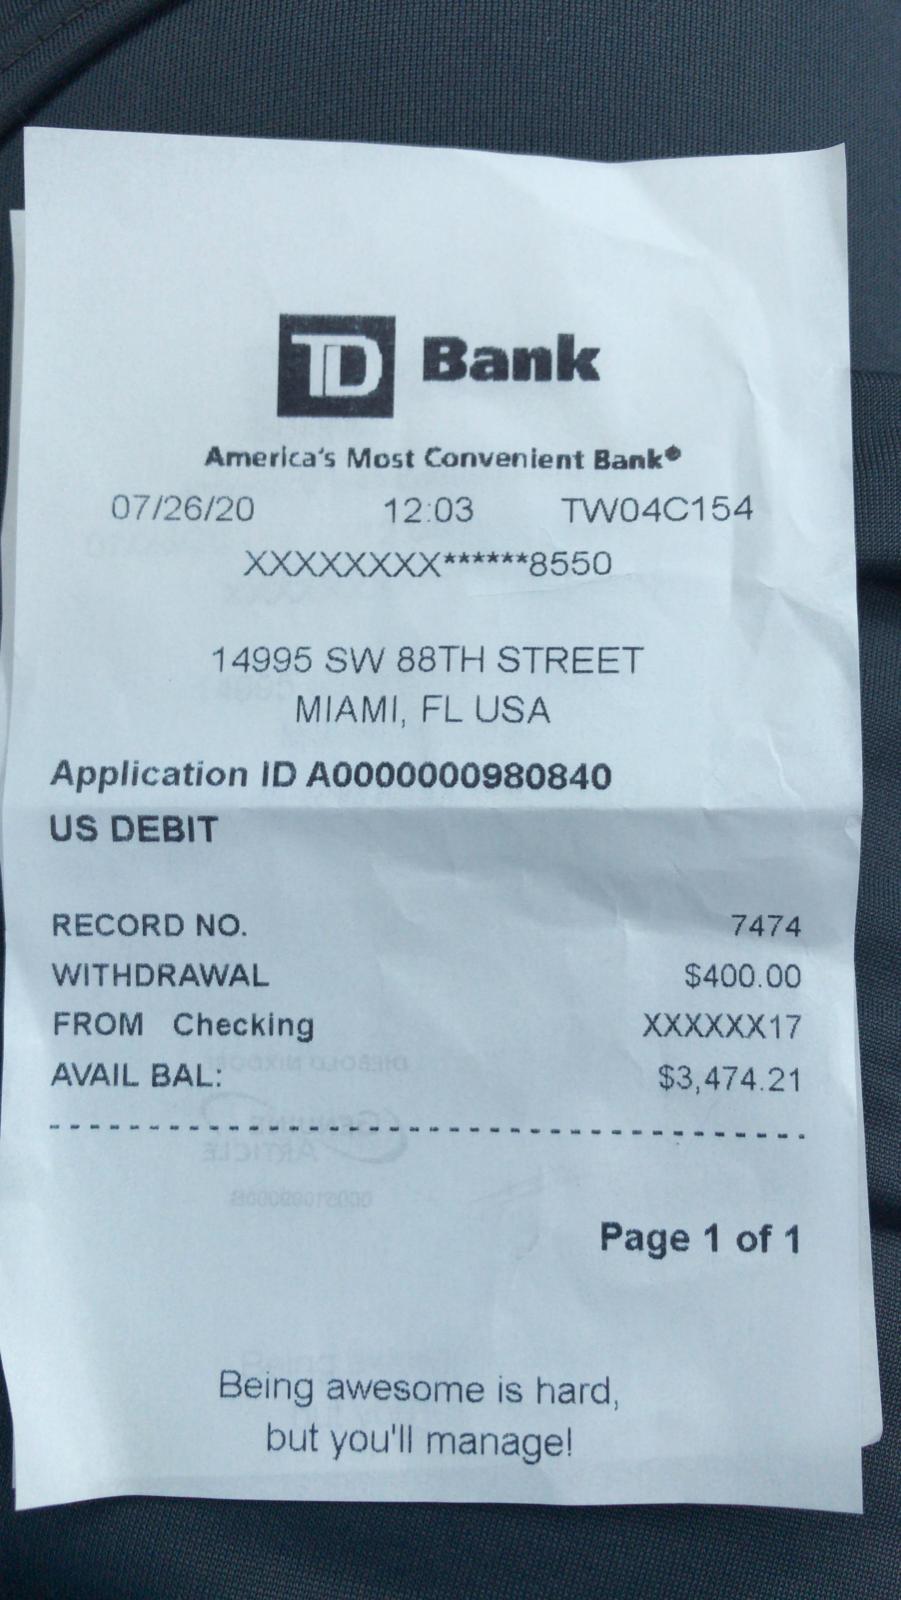 TD Bank
America's Most Convenient Bank®
07/26/20 12:03 TW04C154
XXXXXXXX******8550
14995 SW 88TH STREET
MIAMI, FL USA
Application ID A0000000980840
US DEBIT
RECORD NO. 7474
WITHDRAWAL $400.00
FROM Checking XXXXXX17
AVAIL BAL: $3,474.21
Page 1 of 1
Being awesome is hard,
but you'll manage!